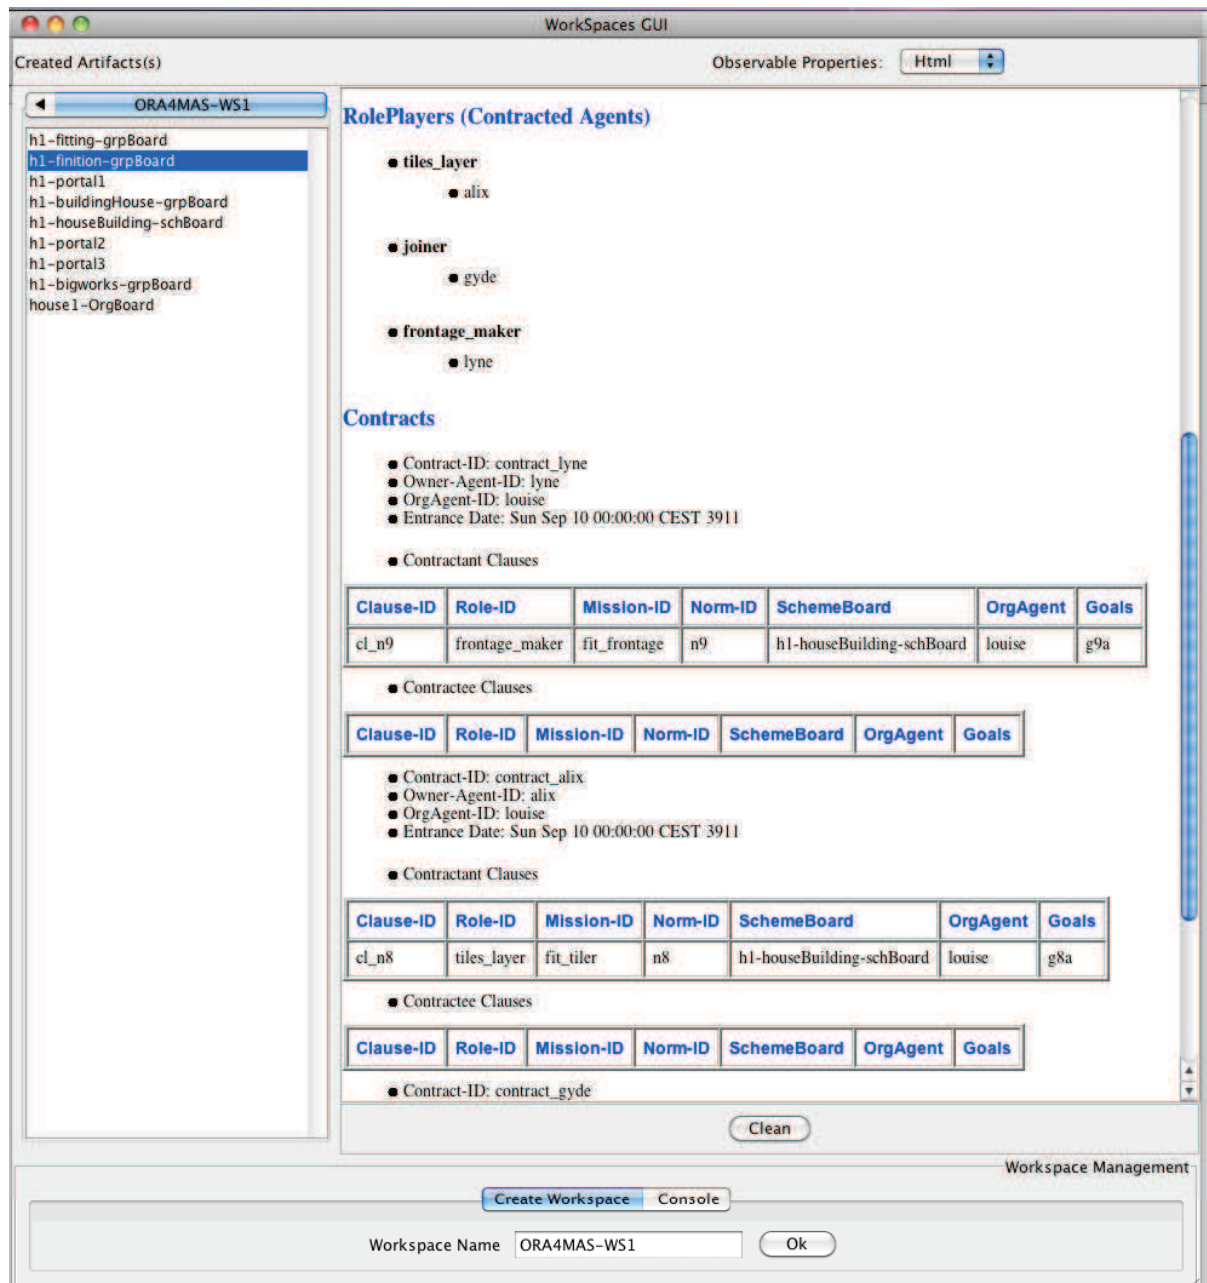 WorkSpaces GUI
Created Artifacts(s)
Observable Properties: Html
ORA4MAS-WS1
h1-fitting-grpBoard
h1-finition-grpBoard
h1-portal1
h1-buildingHouse-grpBoard
h1-houseBuilding-schBoard
h1-portal2
h1-portal3
h1-bigworks-grpBoard
house1-OrgBoard
RolePlayers (Contracted Agents)
tiles_layer
alix
joiner
gyde
frontage_maker
lyne
Contracts
Contract-ID: contract_lyne
Owner-Agent-ID: lyne
OrgAgent-ID: louise
Entrance Date: Sun Sep 10 00:00:00 CEST 3911
Contractant Clauses
Clause-ID Role-ID Mission-ID Norm-ID SchemeBoard OrgAgent Goals
cl_n9 frontage_maker fit_frontage n9 h1-houseBuilding-schBoard louise g9a
Contractee Clauses
Clause-ID Role-ID Mission-ID Norm-ID SchemeBoard OrgAgent Goals
Contract-ID: contract_alix
Owner-Agent-ID: alix
OrgAgent-ID: louise
Entrance Date: Sun Sep 10 00:00:00 CEST 3911
Contractant Clauses
Clause-ID Role-ID Mission-ID Norm-ID SchemeBoard OrgAgent Goals
cl_n8 tiles_layer fit_tiler n8 h1-houseBuilding-schBoard louise g8a
Contractee Clauses
Clause-ID Role-ID Mission-ID Norm-ID SchemeBoard OrgAgent Goals
Contract-ID: contract_gyde
Clean
Workspace Management
Create Workspace Console
Workspace Name ORA4MAS-WS1 Ok